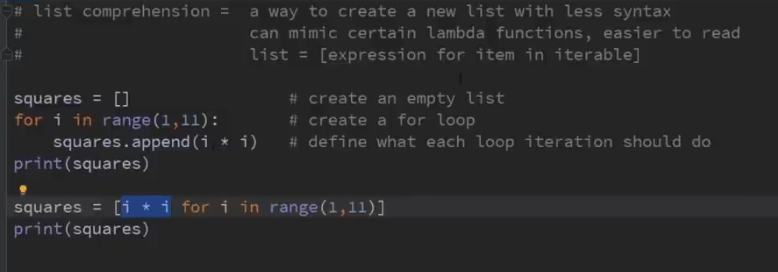 # list comprehension = a way to create a new list with less syntax
#                      can mimic certain lambda functions, easier to read
#                      list = [expression for item in iterable]
squares = []                # create an empty list
for i in range(1,11):       # create a for loop
    squares.append(i * i)   # define what each loop iteration should do
print(squares)
squares = [i * i for i in range(1,11)]
print(squares)